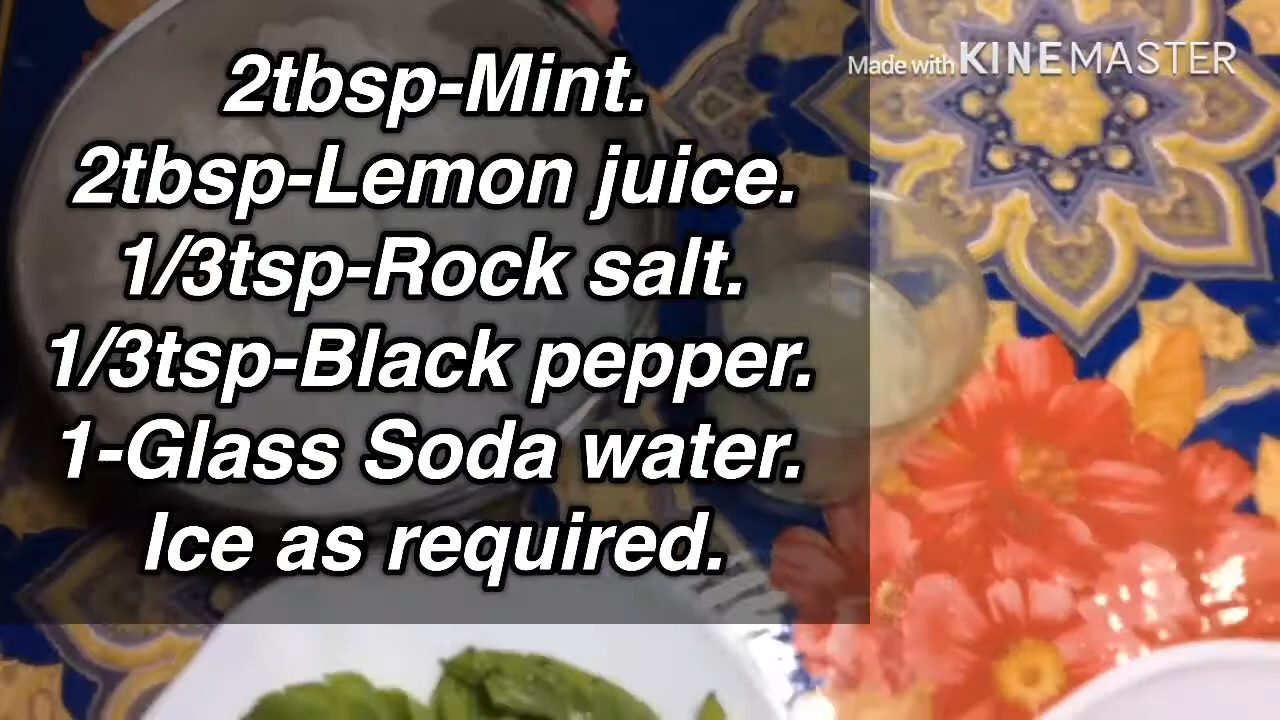 Made with KINEMASTER
2tbsp-Mint.
2tbsp-Lemon juice.
1/3tsp-Rock salt.
1/3tsp-Black pepper.
1-Glass Soda water.
Ice as required.